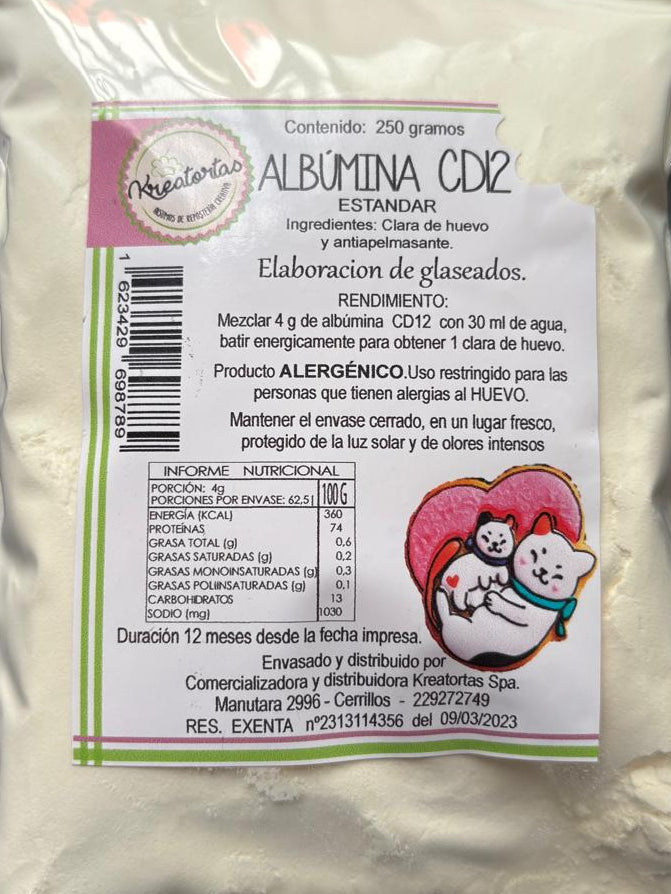 Contenido: 250 gramos
Kreatortas
INSUMOS DE REPOSTERIA CREATIVA
ALBÚMINA CD12
ESTANDAR
Ingredientes: Clara de huevo
y antiapelmasante.
Elaboracion de glaseados.
RENDIMIENTO:
Mezclar 4 g de albúmina CD12 con 30 ml de agua,
batir energicamente para obtener 1 clara de huevo.
Producto ALERGÉNICO.Uso restringido para las
personas que tienen alergias al HUEVO.
Mantener el envase cerrado, en un lugar fresco,
protegido de la luz solar y de olores intensos
1 623429 698789
INFORME NUTRICIONAL
PORCIÓN: 4g
PORCIONES POR ENVASE: 62,5 100G
ENERGÍA (KCAL) 360
PROTEÍNAS 74
GRASA TOTAL (g) 0,6
GRASAS SATURADAS (g) 0,2
GRASAS MONOINSATURADAS (g) 0,3
GRASAS POLIINSATURADAS (g) 0,1
CARBOHIDRATOS 13
SODIO (mg) 1030
Duración 12 meses desde la fecha impresa.
Envasado y distribuido por
Comercializadora y distribuidora Kreatortas Spa.
Manutara 2996 - Cerrillos - 229272749
RES. EXENTA nº2313114356 del 09/03/2023